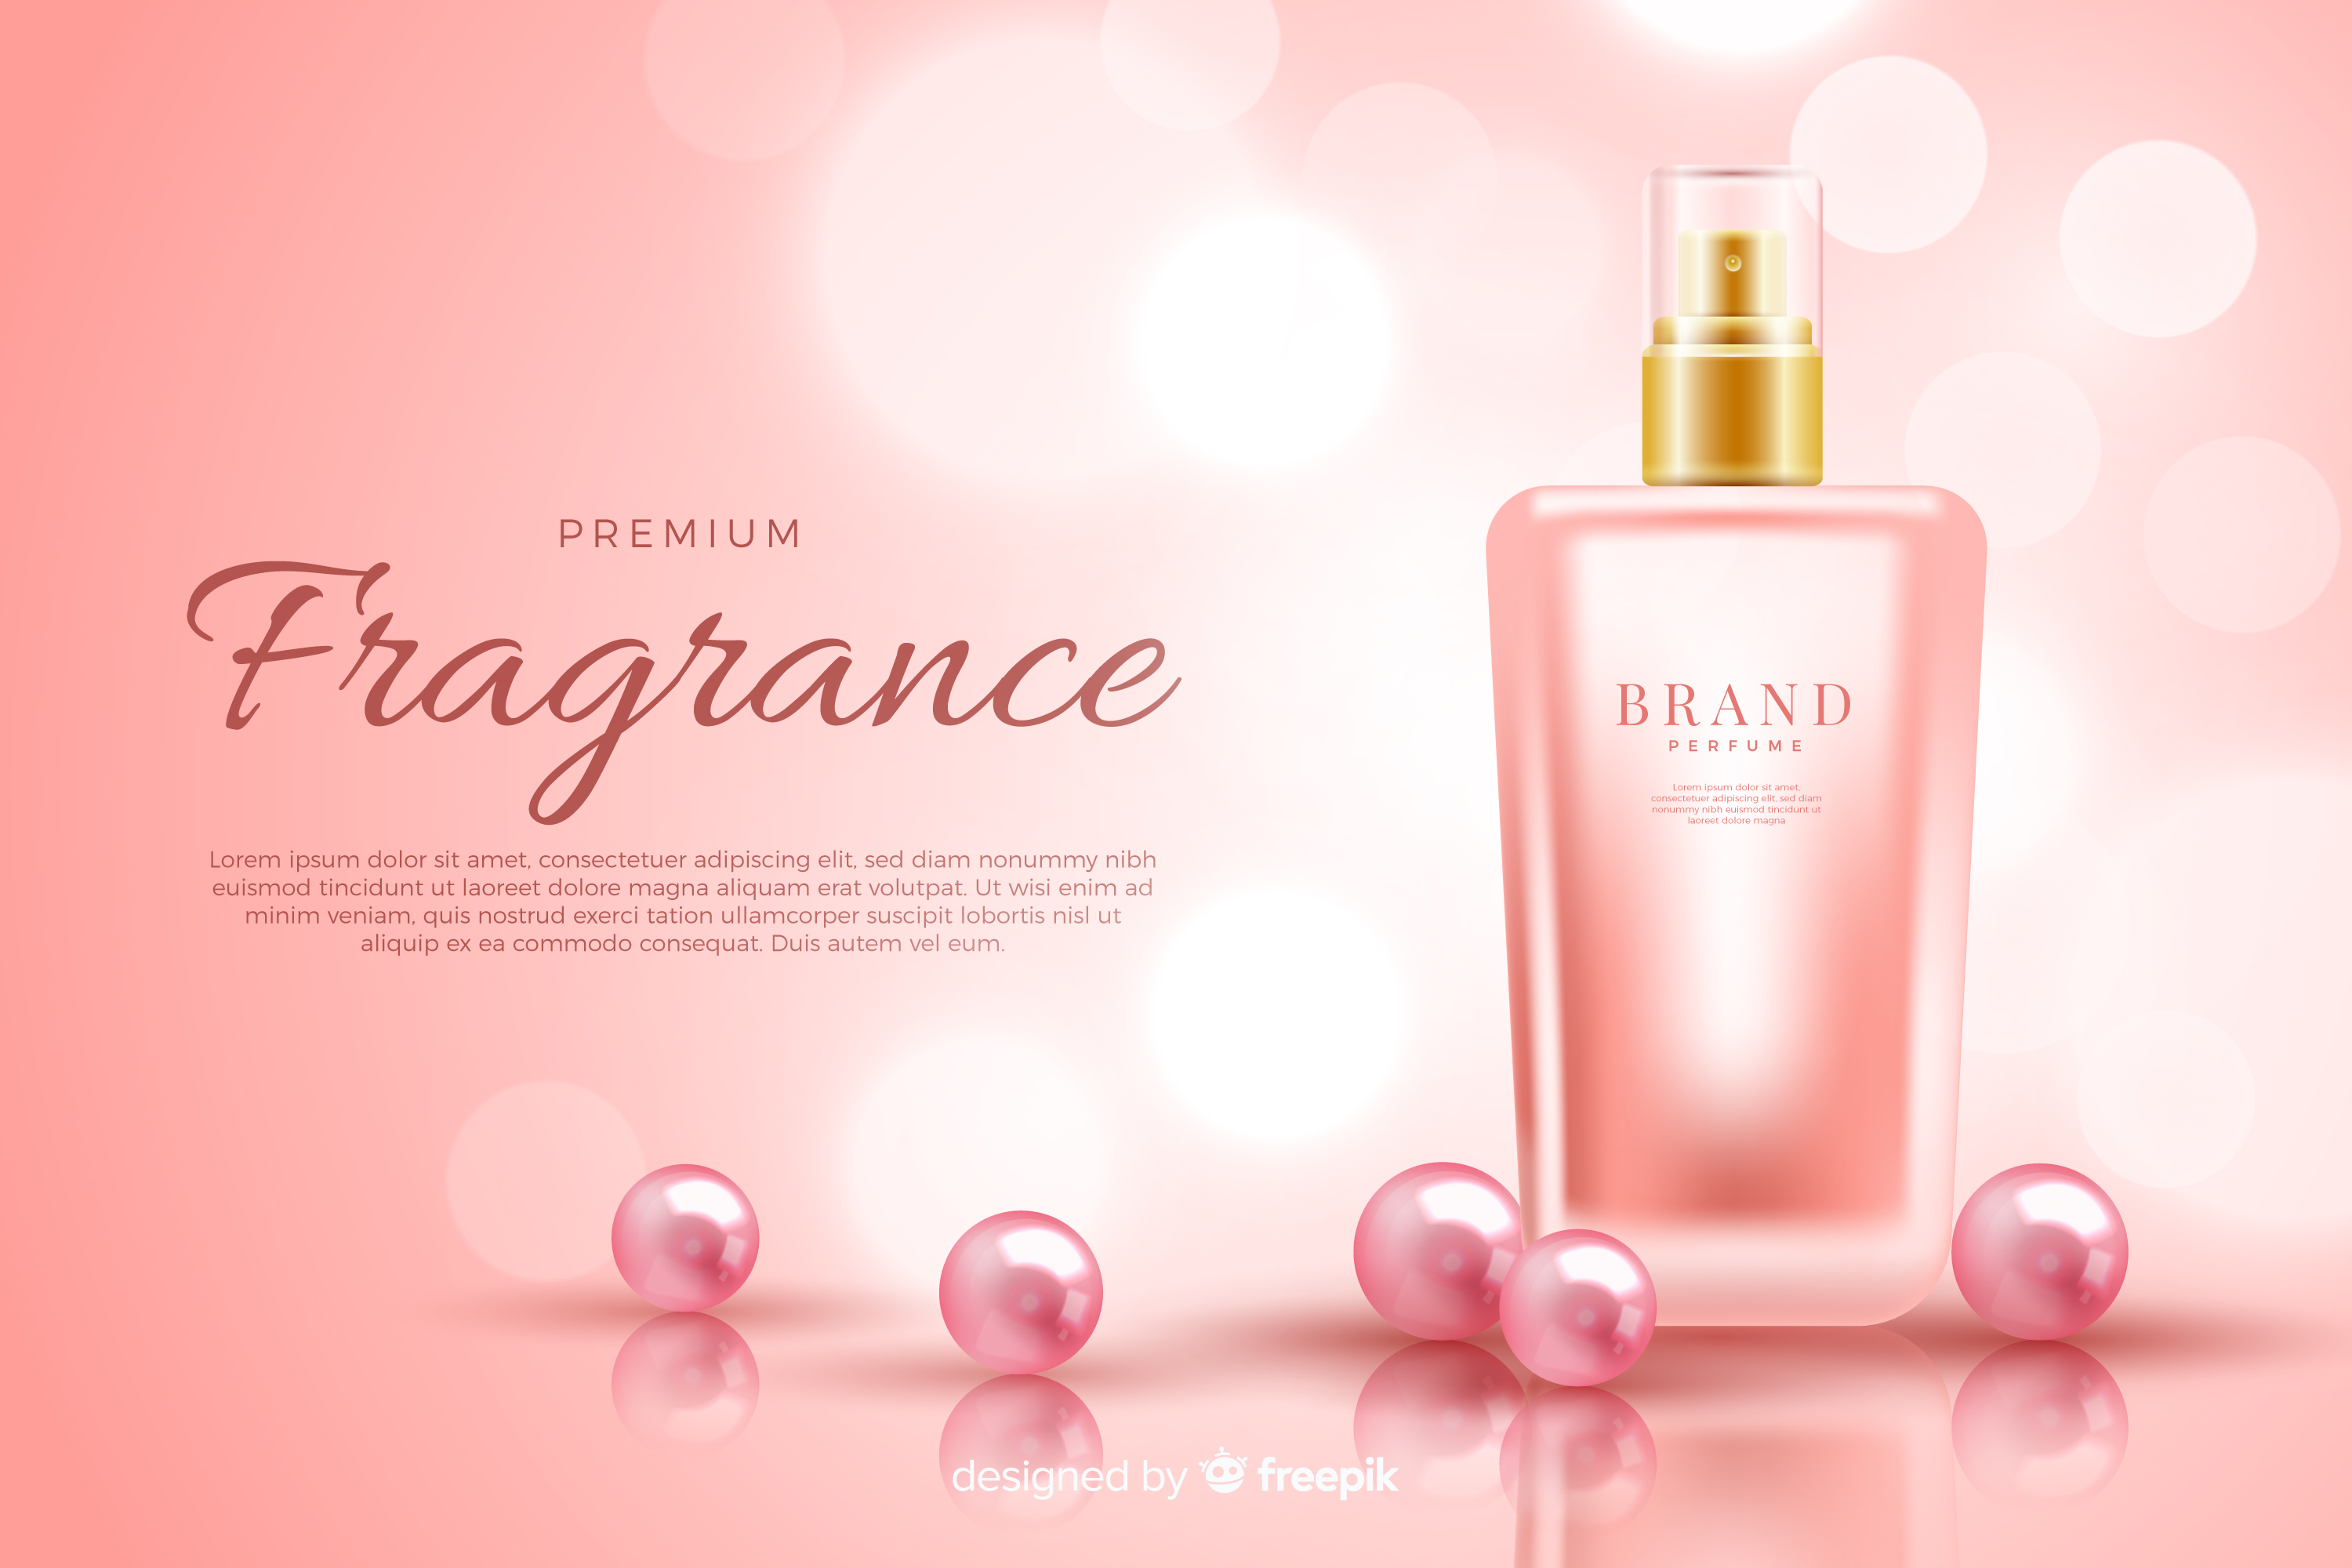 PREMIUM
Fragrance
Lorem ipsum dolor sit amet, consectetuer adipiscing elit, sed diam nonummy nibh
euismod tincidunt ut laoreet dolore magna aliquam erat volutpat. Ut wisi enim ad
minim veniam, quis nostrud exerci tation ullamcorper suscipit lobortis nisl ut
aliquip ex ea commodo consequat. Duis autem vel eum.
BRAND
PERFUME
Lorem ipsum dolor sit amet,
consectetuer adipiscing elit, sed diam
nonummy nibh euismod tincidunt ut
laoreet dolore magna
designed by freepik